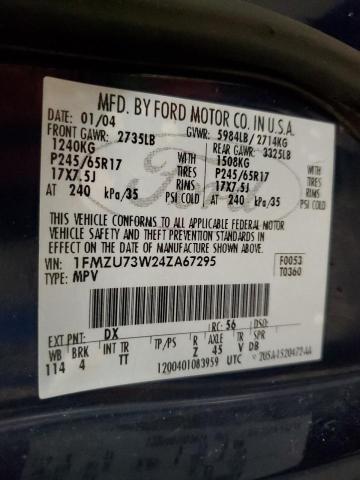 MFD. BY FORD MOTOR CO. IN U.S.A.
DATE: 01/04 GVWR: 5984LB / 2714KG
FRONT GAWR: 2735LB REAR GAWR: 3325LB
1240KG 1508KG
P245/65R17 TIRES P245/65R17 TIRES
17X7.5J RIMS 17X7.5J RIMS
AT 240 kPa/35 PSI COLD AT 240 kPa/35 PSI COLD
THIS VEHICLE CONFORMS TO ALL APPLICABLE FEDERAL MOTOR
VEHICLE SAFETY AND THEFT PREVENTION STANDARDS IN
EFFECT ON THE DATE OF MANUFACTURE SHOWN ABOVE.
VIN: 1FMZU73W24ZA67295 F0053
TYPE: MPV T0360
EXT PNT: DX RC: 56 DSO:
WB BRK INT TR TP/PS R AXLE TR SPR
114 4 TT Z 45 V DB
1200401083959 UTC
Ford